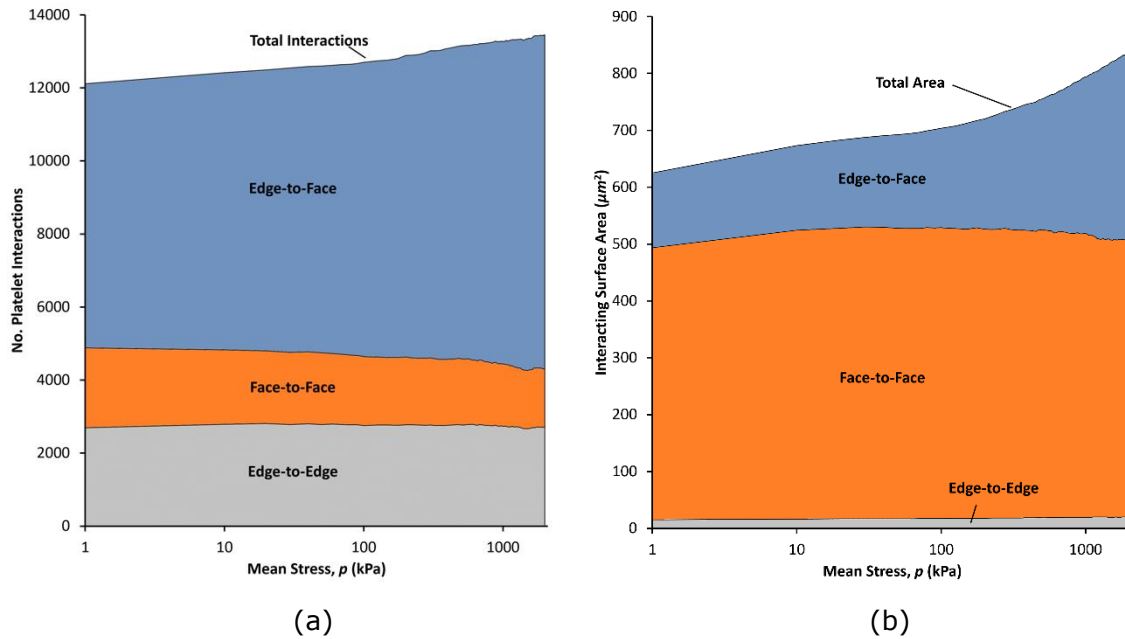 14000
12000
10000
8000
6000
4000
2000
0
No. Platelet Interactions
Total Interactions
Edge-to-Face
Face-to-Face
Edge-to-Edge
1
10
100
1000
Mean Stress, p (kPa)
(a)
900
800
700
600
500
400
300
200
100
0
Interacting Surface Area (μm²)
Total Area
Edge-to-Face
Face-to-Face
Edge-to-Edge
1
10
100
1000
Mean Stress, p (kPa)
(b)